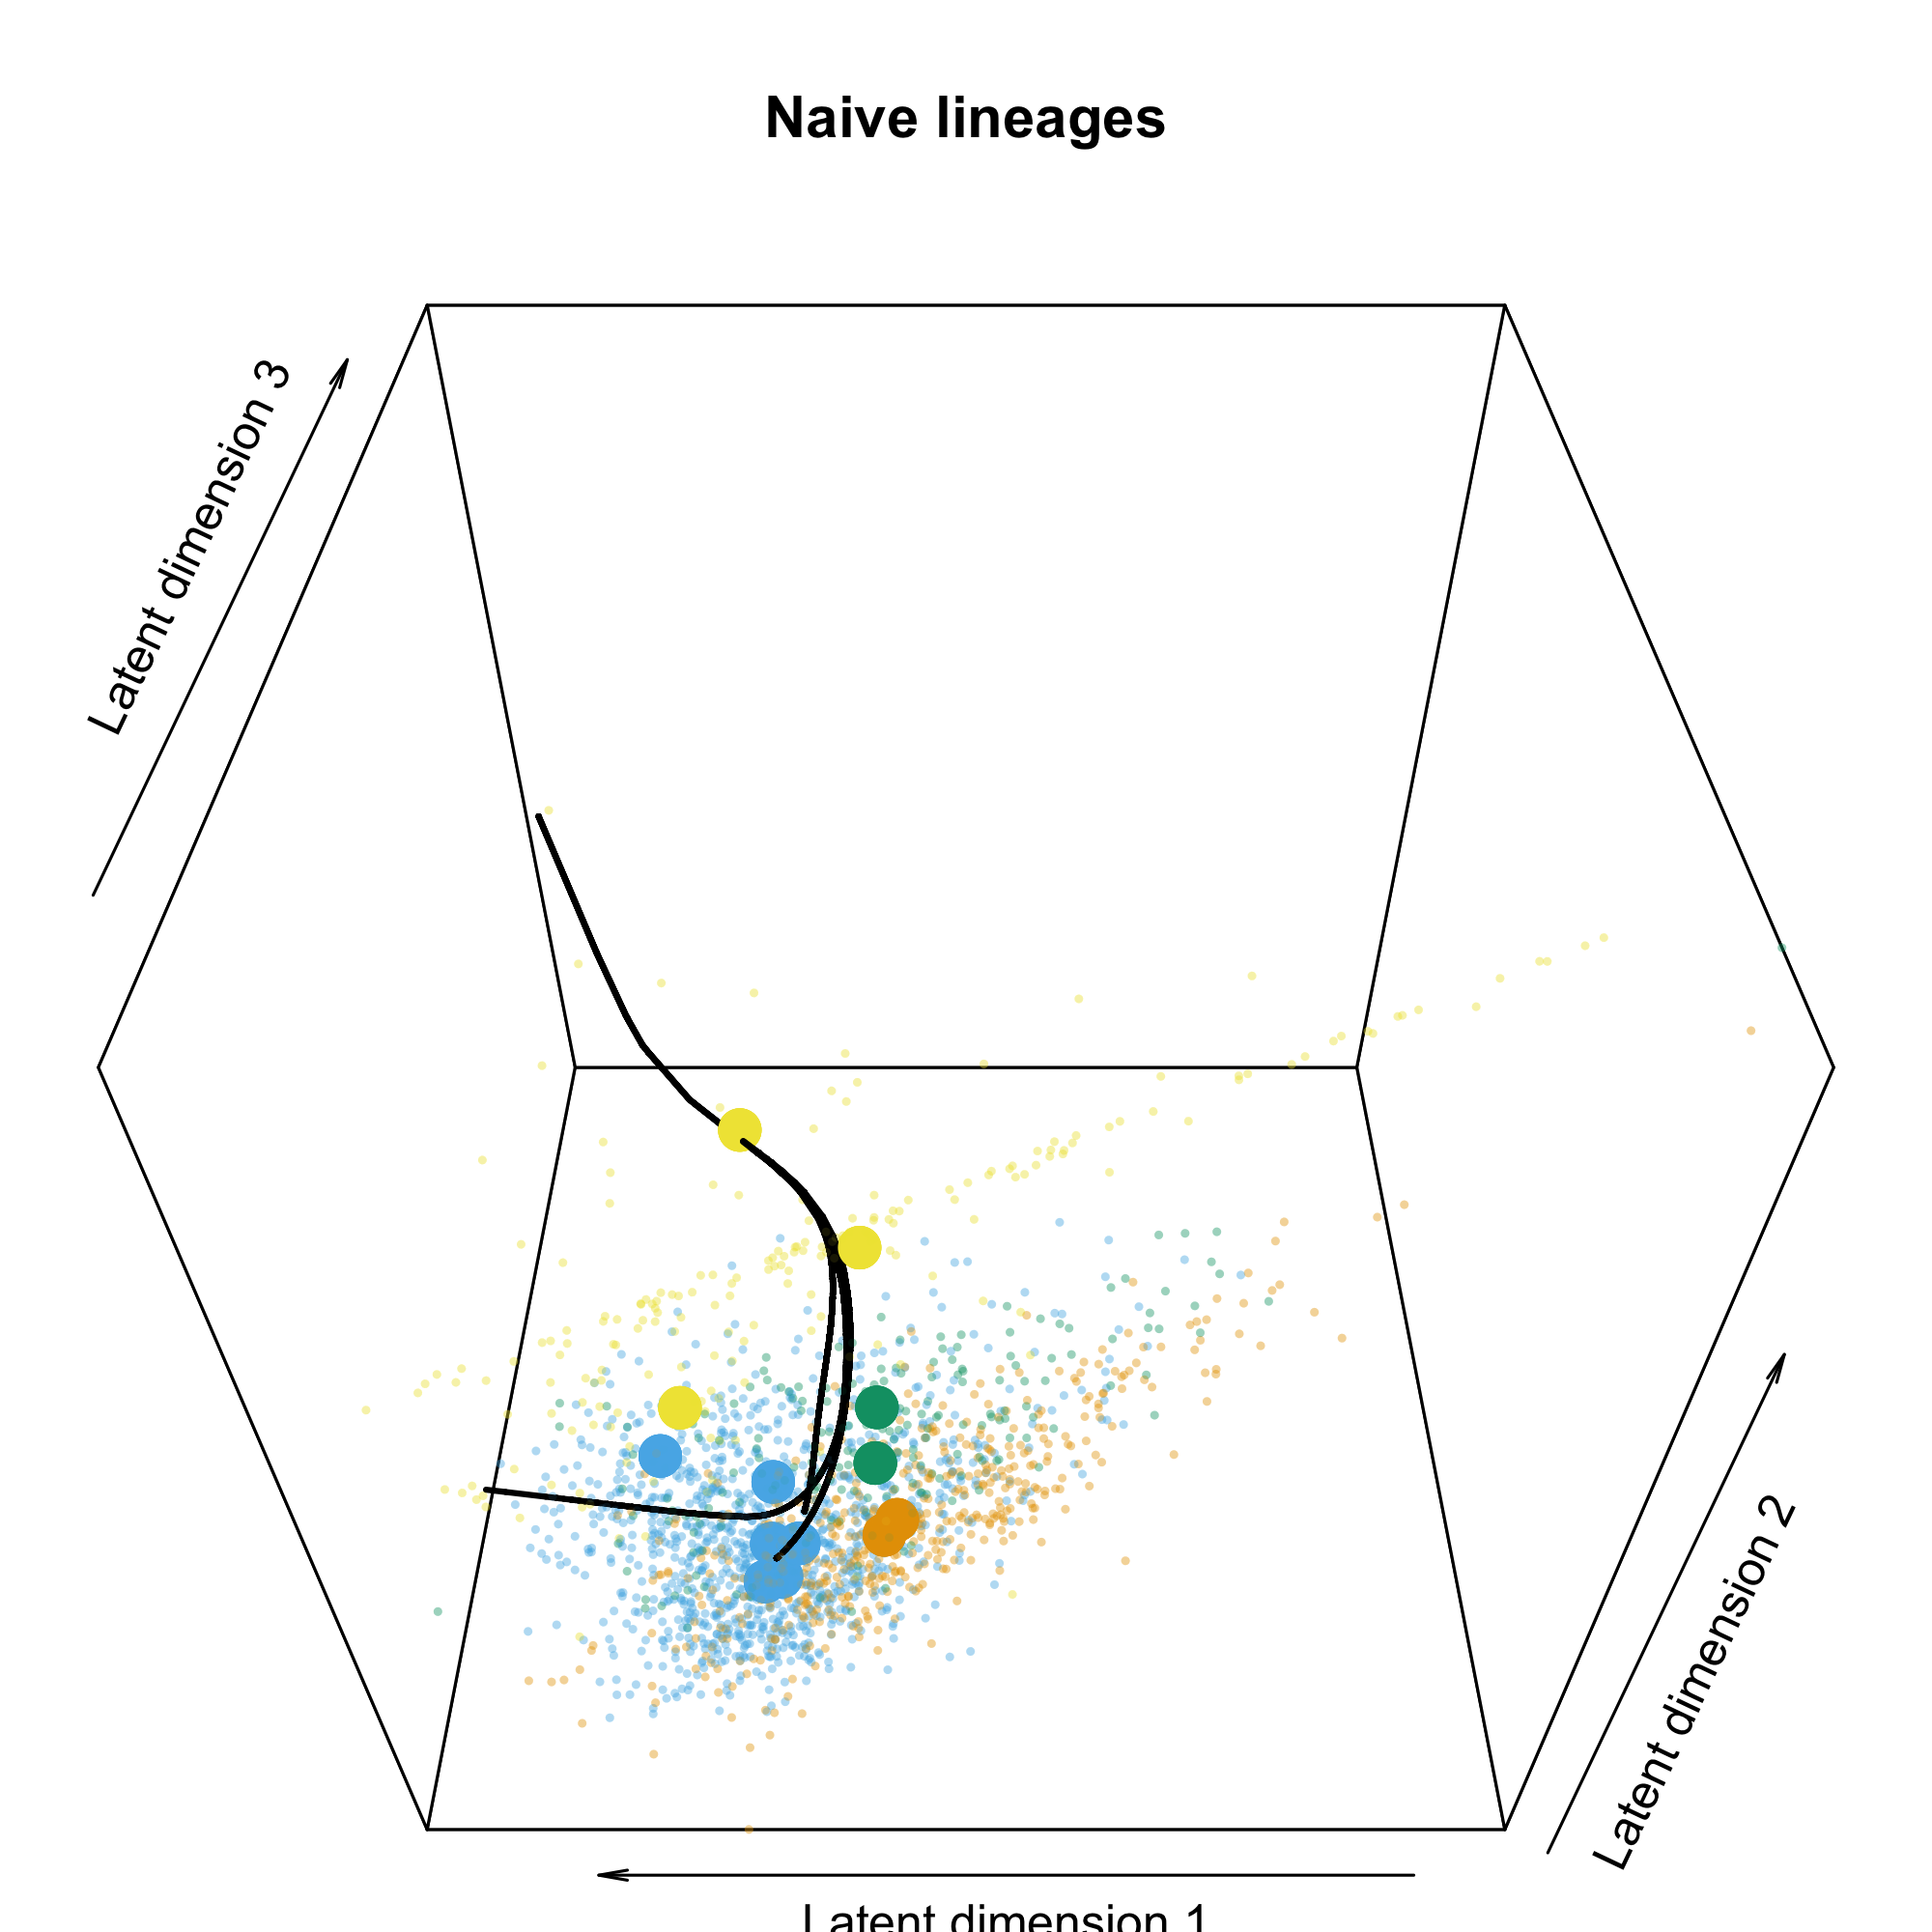 Naive lineages
Latent dimension 3
Latent dimension 2
Latent dimension 1